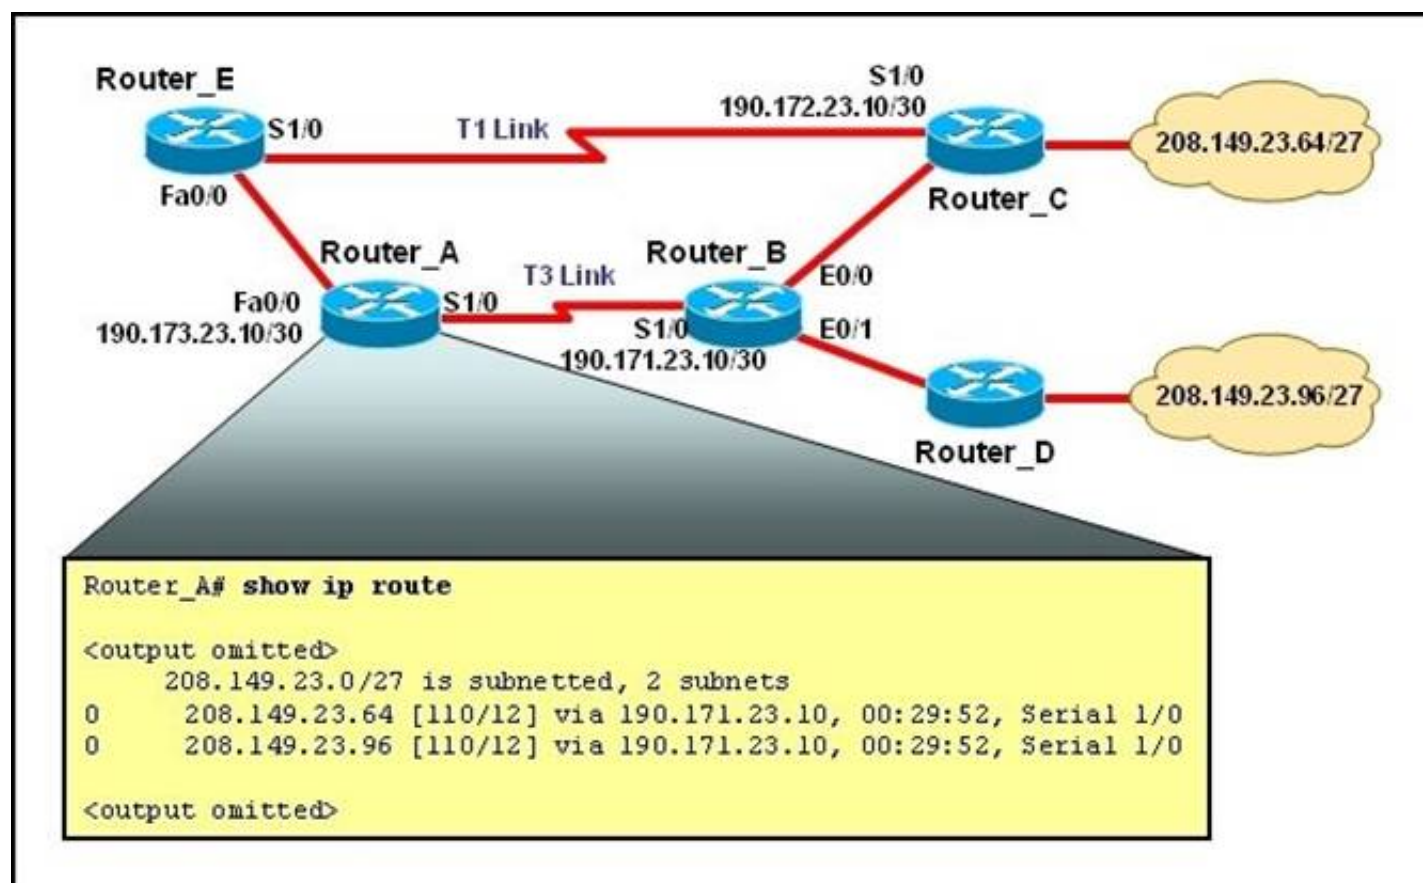 Router_E
S1/0
T1 Link
S1/0
190.172.23.10/30
208.149.23.64/27
Fa0/0
Router_C
Router_A
T3 Link
Router_B
E0/0
Fa0/0
190.173.23.10/30
S1/0
S1/0
190.171.23.10/30
E0/1
208.149.23.96/27
Router_D
Router_A# show ip route
<output omitted>
208.149.23.0/27 is subnetted, 2 subnets
O 208.149.23.64 [110/12] via 190.171.23.10, 00:29:52, Serial 1/0
O 208.149.23.96 [110/12] via 190.171.23.10, 00:29:52, Serial 1/0
<output omitted>